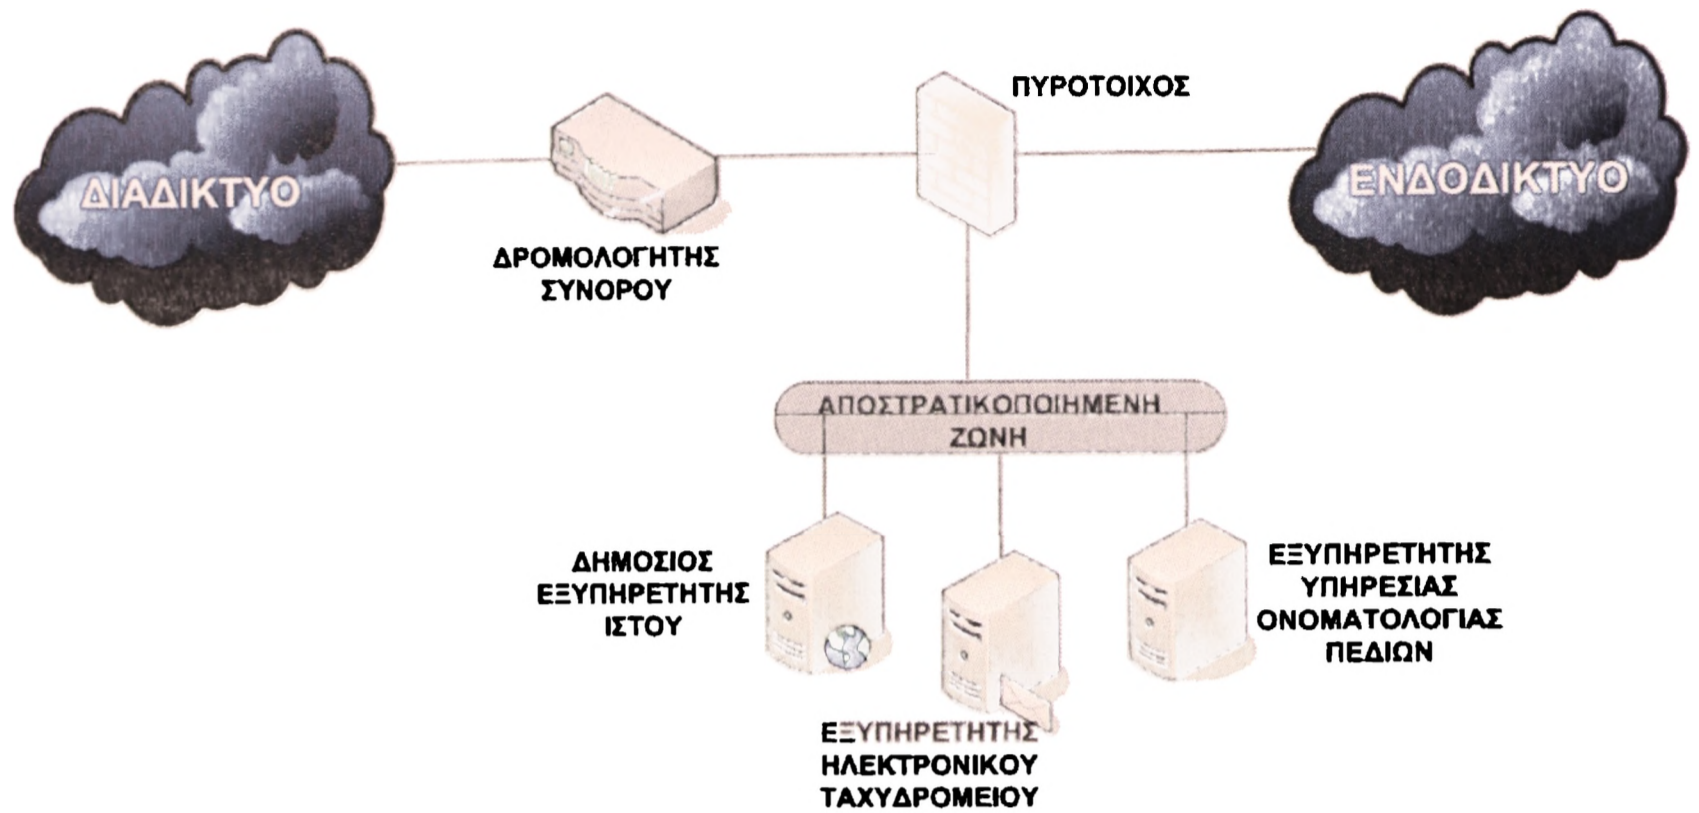 ΠΥΡΟΤΟΙΧΟΣ
ΔΙΑΔΙΚΤΥΟ
ΕΝΔΟΔΙΚΤΥΟ
ΔΡΟΜΟΛΟΓΗΤΗΣ
ΣΥΝΟΡΟΥ
ΑΠΟΣΤΡΑΤΙΚΟΠΟΙΗΜΕΝΗ
ΖΩΝΗ
ΔΗΜΟΣΙΟΣ
ΕΞΥΠΗΡΕΤΗΤΗΣ
ΙΣΤΟΥ
ΕΞΥΠΗΡΕΤΗΤΗΣ
ΗΛΕΚΤΡΟΝΙΚΟΥ
ΤΑΧΥΔΡΟΜΕΙΟΥ
ΕΞΥΠΗΡΕΤΗΤΗΣ
ΥΠΗΡΕΣΙΑΣ
ΟΝΟΜΑΤΟΛΟΓΙΑΣ
ΠΕΔΙΩΝ